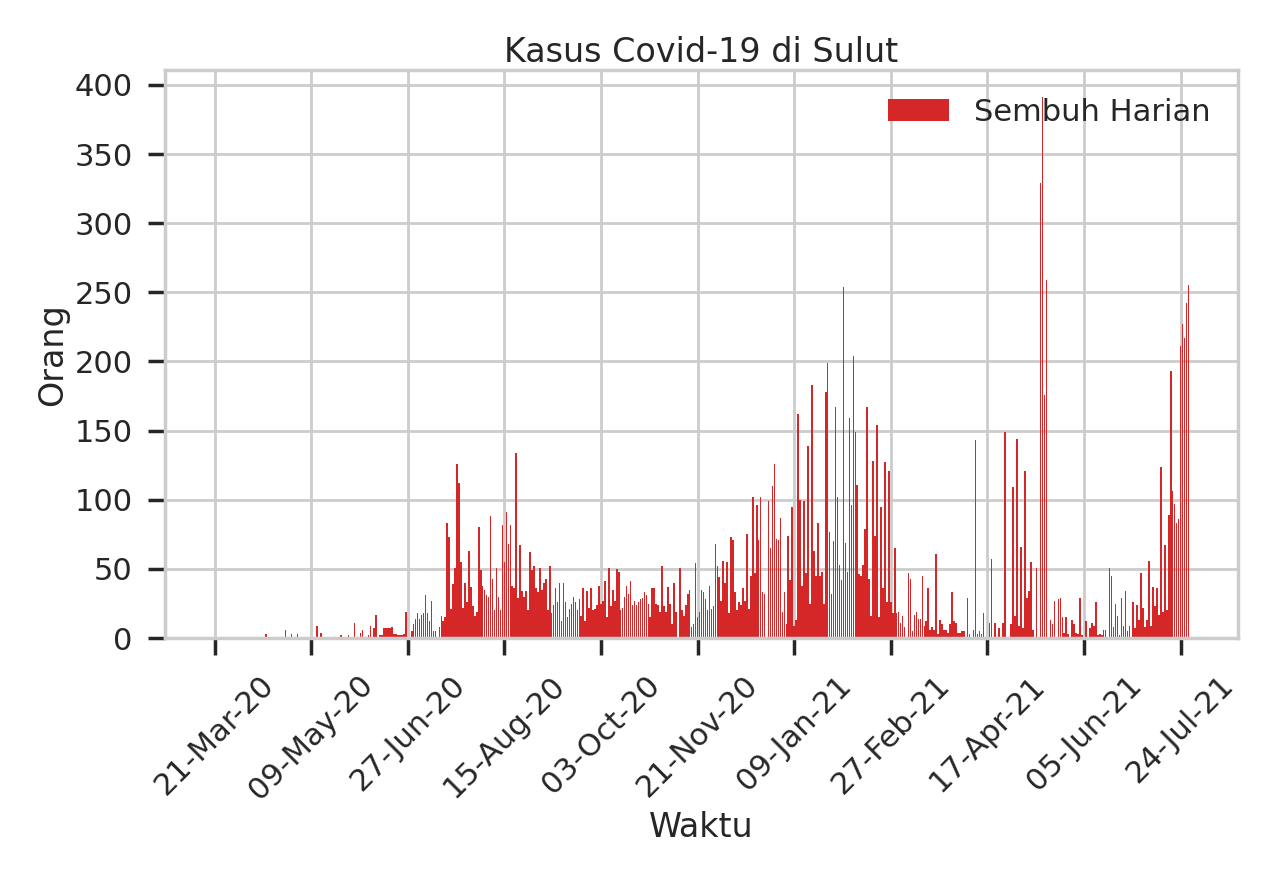 Kasus Covid-19 di Sulut
Sembuh Harian
Orang
400
350
300
250
200
150
100
50
0
21-Mar-20
09-May-20
27-Jun-20
15-Aug-20
03-Oct-20
21-Nov-20
09-Jan-21
27-Feb-21
17-Apr-21
05-Jun-21
24-Jul-21
Waktu